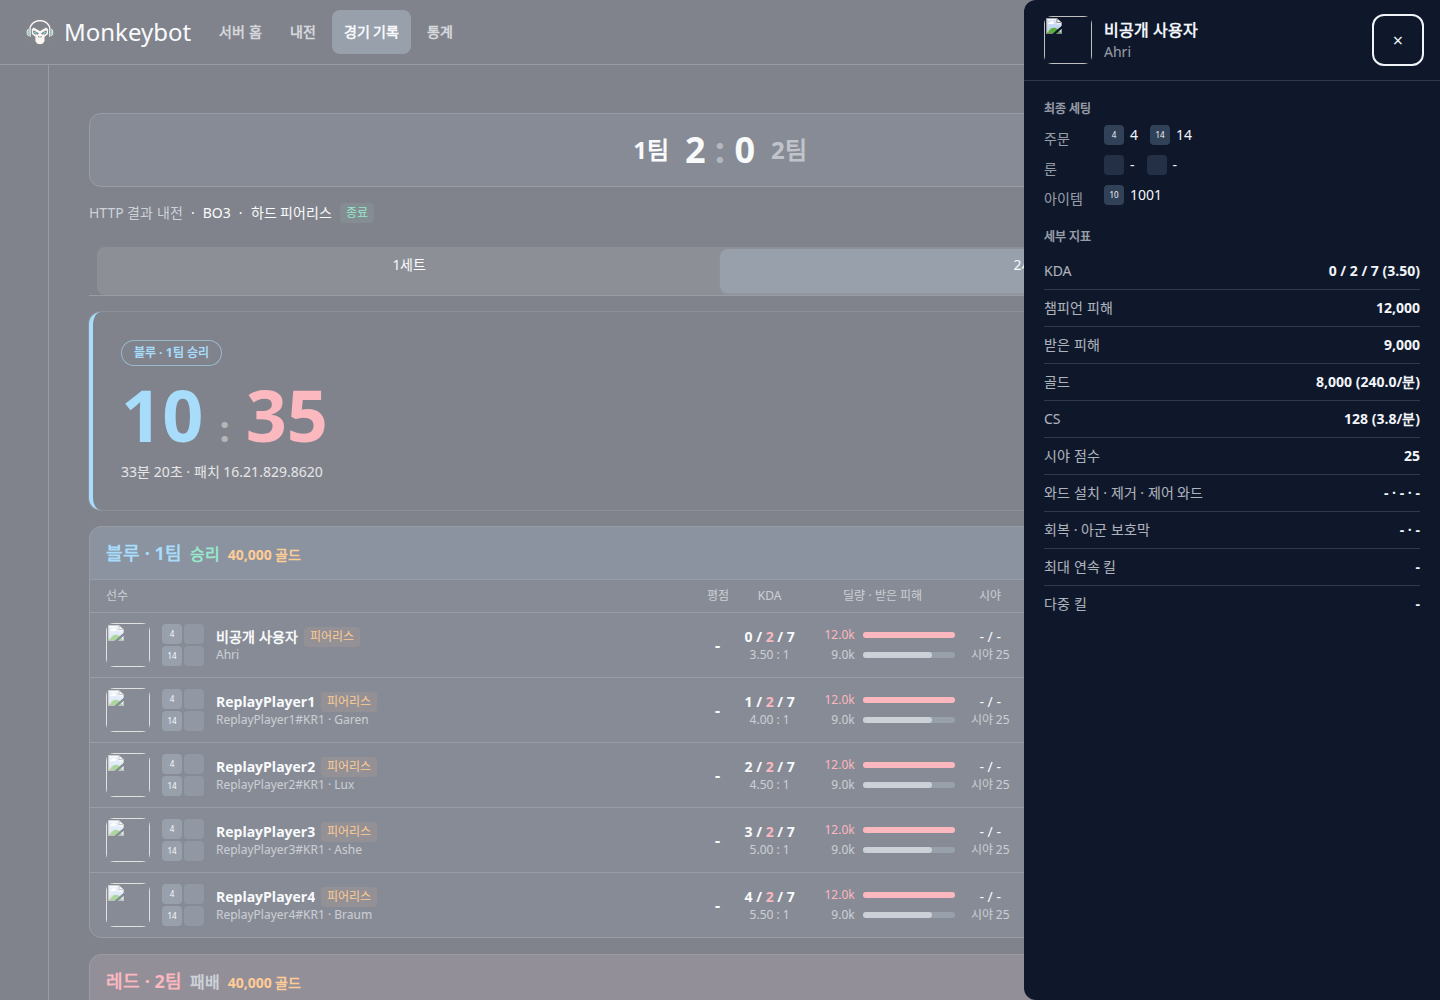 Monkeybot 서버 홈 내전 경기 기록 통계
1팀 2 : 0 2팀
HTTP 결과 내전 · BO3 · 하드 피어리스 종료
1세트
블루 · 1팀 승리
10 : 35
33분 20초 · 패치 16.21.829.8620
블루 · 1팀 승리 40,000 골드
선수 평점 KDA 딜량 · 받은 피해 시야
4 비공개 사용자 피어리스 - 0 / 2 / 7 12.0k - / -
14 Ahri 3.50 : 1 9.0k 시야 25
4 ReplayPlayer1 피어리스 - 1 / 2 / 7 12.0k - / -
14 ReplayPlayer1#KR1 · Garen 4.00 : 1 9.0k 시야 25
4 ReplayPlayer2 피어리스 - 2 / 2 / 7 12.0k - / -
14 ReplayPlayer2#KR1 · Lux 4.50 : 1 9.0k 시야 25
4 ReplayPlayer3 피어리스 - 3 / 2 / 7 12.0k - / -
14 ReplayPlayer3#KR1 · Ashe 5.00 : 1 9.0k 시야 25
4 ReplayPlayer4 피어리스 - 4 / 2 / 7 12.0k - / -
14 ReplayPlayer4#KR1 · Braum 5.50 : 1 9.0k 시야 25
레드 · 2팀 패배 40,000 골드
비공개 사용자 ×
Ahri
최종 세팅
주문 4 4 14 14
룬 - -
아이템 10 1001
세부 지표
KDA 0 / 2 / 7 (3.50)
챔피언 피해 12,000
받은 피해 9,000
골드 8,000 (240.0/분)
CS 128 (3.8/분)
시야 점수 25
와드 설치 · 제거 · 제어 와드 - · - · -
회복 · 아군 보호막 - · -
최대 연속 킬 -
다중 킬 -